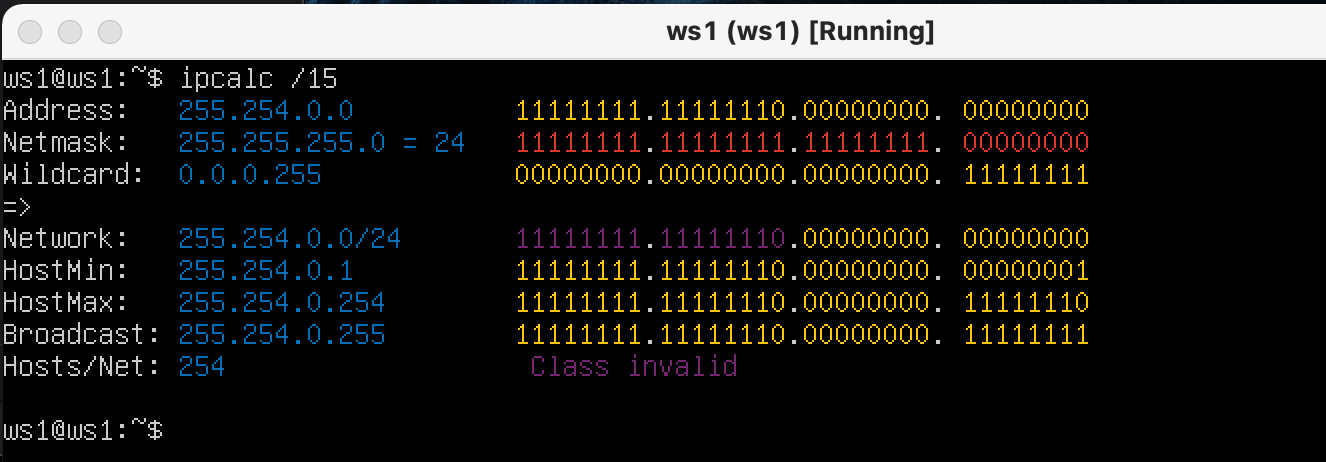 ws1 (ws1) [Running]
ws1@ws1:~$ ipcalc /15
Address:   255.254.0.0          11111111.11111110.00000000. 00000000
Netmask:   255.255.255.0 = 24   11111111.11111111.11111111. 00000000
Wildcard:  0.0.0.255            00000000.00000000.00000000. 11111111
=>
Network:   255.254.0.0/24       11111111.11111110.00000000. 00000000
HostMin:   255.254.0.1          11111111.11111110.00000000. 00000001
HostMax:   255.254.0.254        11111111.11111110.00000000. 11111110
Broadcast: 255.254.0.255        11111111.11111110.00000000. 11111111
Hosts/Net: 254                   Class invalid
ws1@ws1:~$